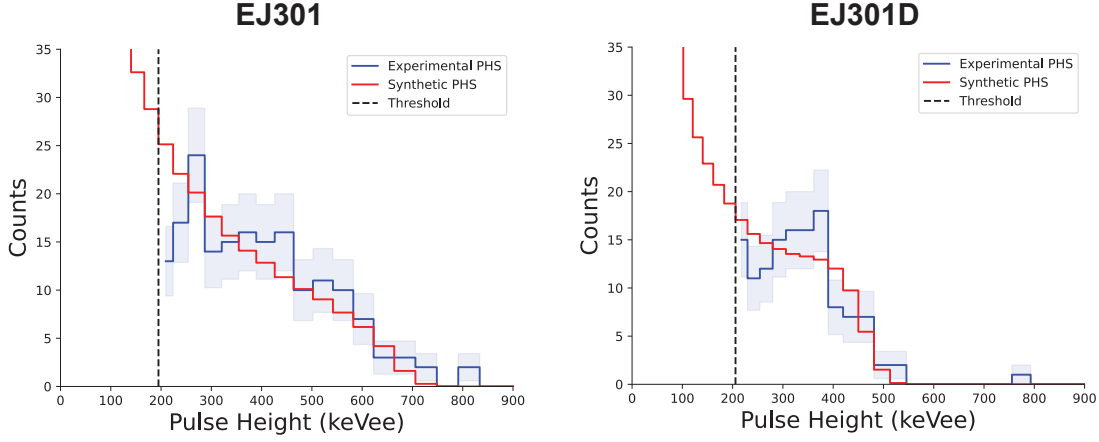 EJ301
35
30
25
20
15
10
5
0
Counts
0 100 200 300 400 500 600 700 800 900
Pulse Height (keVee)
Experimental PHS
Synthetic PHS
Threshold
EJ301D
35
30
25
20
15
10
5
0
Counts
0 100 200 300 400 500 600 700 800 900
Pulse Height (keVee)
Experimental PHS
Synthetic PHS
Threshold